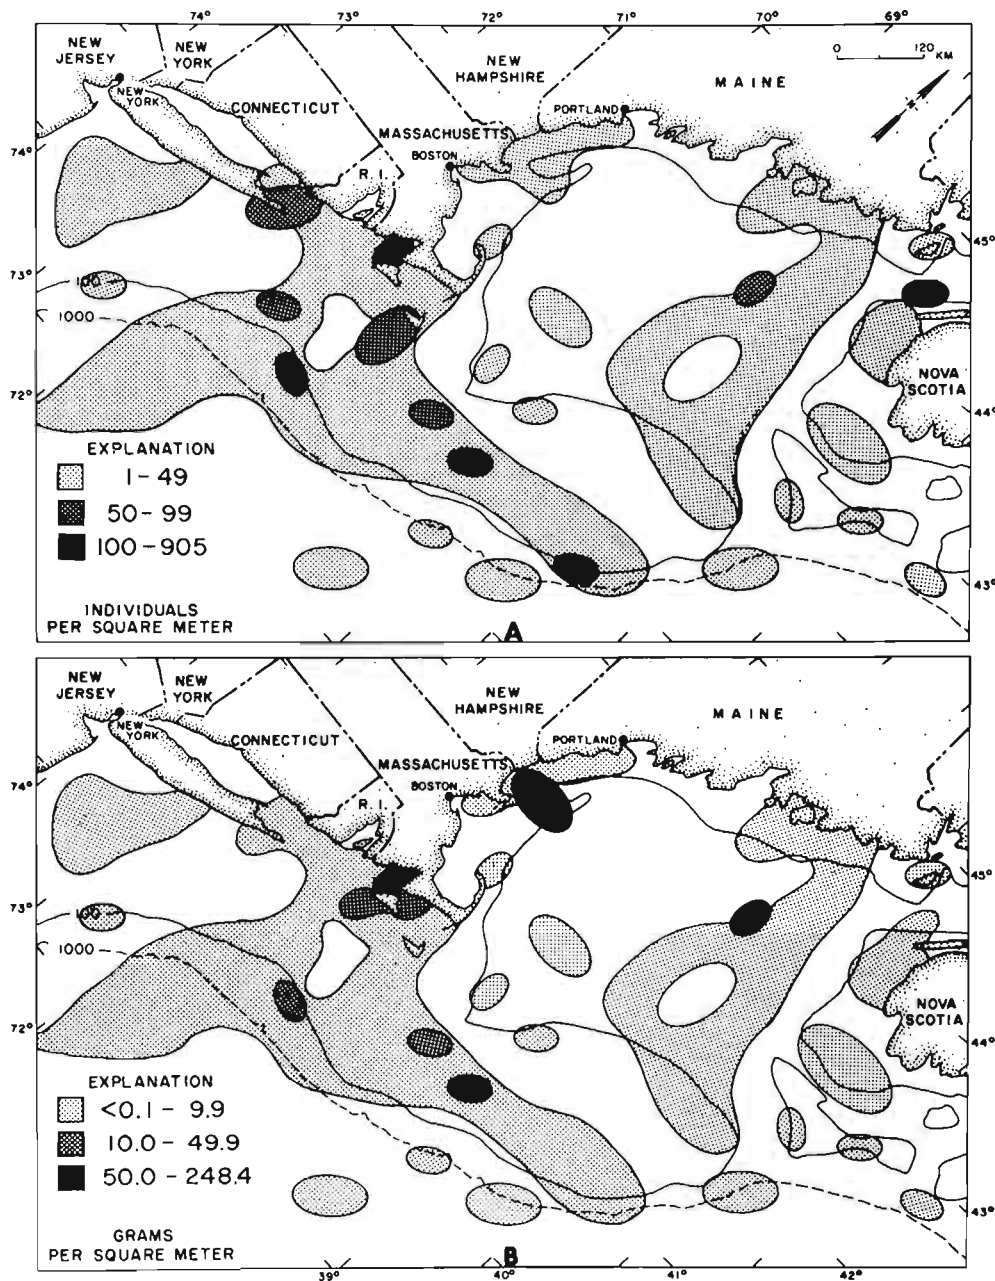 74° 73° 72° 71° 70° 69°
NEW JERSEY
NEW YORK
NEW HAMPSHIRE
MAINE
0 120 KM
NEW YORK
CONNECTICUT
MASSACHUSETTS
PORTLAND
BOSTON
R. I.
74°
45°
73°
100
1000
NOVA SCOTIA
72°
44°
EXPLANATION
1 - 49
50 - 99
100 - 905
43°
INDIVIDUALS
PER SQUARE METER
A
NEW JERSEY
NEW YORK
NEW HAMPSHIRE
MAINE
NEW YORK
CONNECTICUT
PORTLAND
MASSACHUSETTS
BOSTON
R. I.
74°
45°
73°
100
1000
NOVA SCOTIA
72°
44°
EXPLANATION
<0.1 - 9.9
10.0 - 49.9
50.0 - 248.4
43°
GRAMS
PER SQUARE METER
B
39° 40° 41° 42°